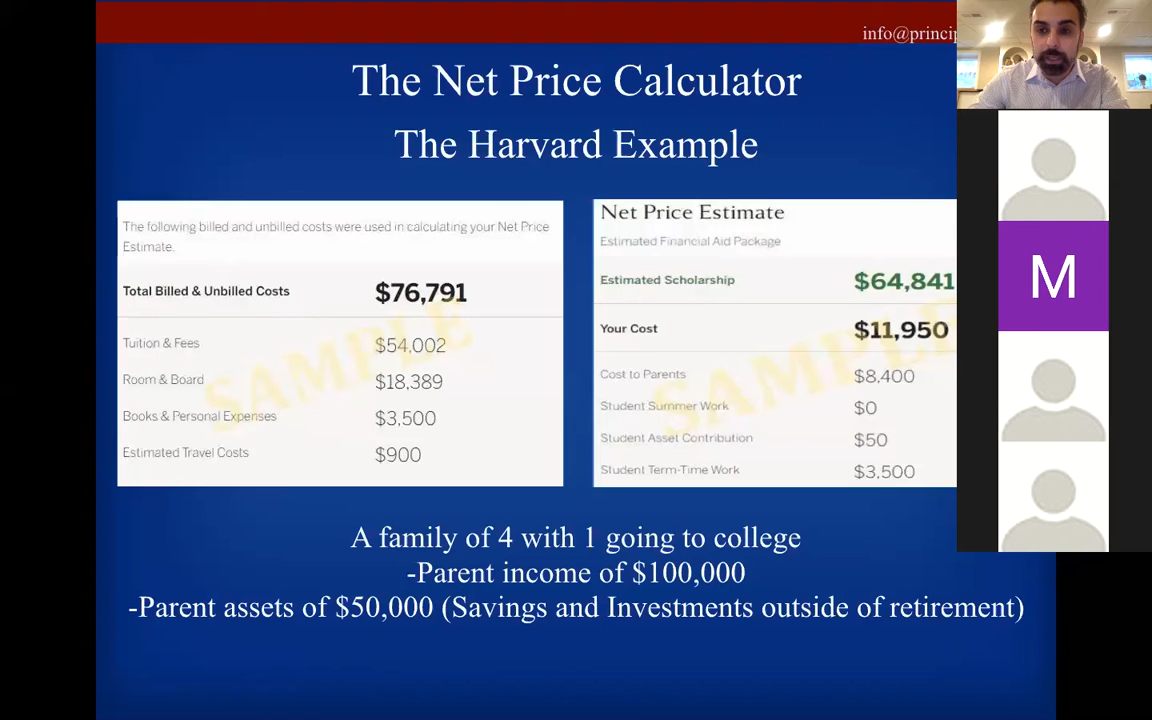 info@princip
The Net Price Calculator
The Harvard Example
The following billed and unbilled costs were used in calculating your Net Price
Estimate.
Total Billed & Unbilled Costs $76,791
Tuition & Fees $54,002
Room & Board $18,389
Books & Personal Expenses $3,500
Estimated Travel Costs $900
SAMPLE
Net Price Estimate
Estimated Financial Aid Package
Estimated Scholarship $64,841
Your Cost $11,950
Cost to Parents $8,400
Student Summer Work $0
Student Asset Contribution $50
Student Term-Time Work $3,500
SAMPLE
M
A family of 4 with 1 going to college
-Parent income of $100,000
-Parent assets of $50,000 (Savings and Investments outside of retirement)